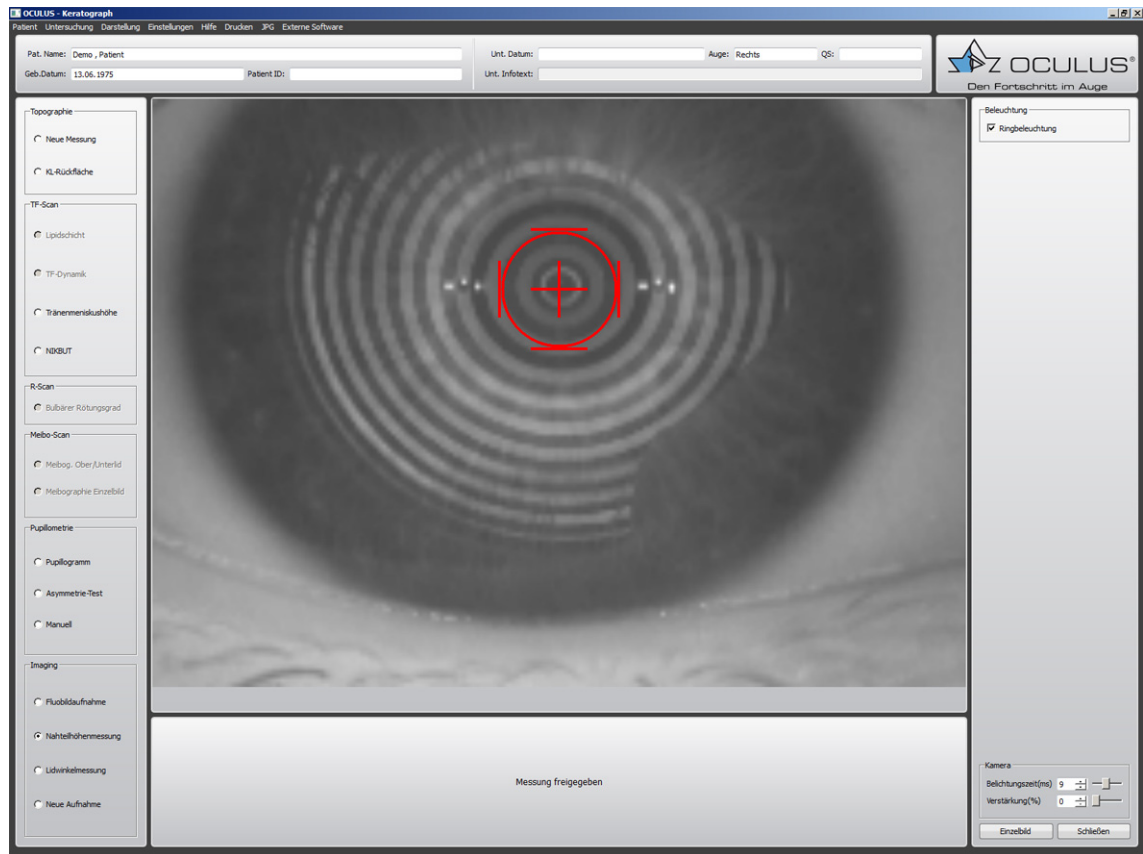 OCULUS - Keratograph
Patient Untersuchung Darstellung Einstellungen Hilfe Drucken JPG Externe Software
Pat. Name: Demo , Patient
Unt. Datum: Auge: Rechts QS:
Geb.Datum: 13.06.1975 Patient ID:
Unt. Infotext:
OCULUS®
Den Fortschritt im Auge
Topographie
Neue Messung
KL-Rückfläche
TF-Scan
Lipidschicht
TF-Dynamik
Tränenmeniskushöhe
NIKBUT
R-Scan
Bulbärer Rötungsgrad
Meibo-Scan
Meibog. Ober/Unterlid
Meibographie Einzelbild
Pupillometrie
Pupillogramm
Asymmetrie-Test
Manuell
Imaging
Fluobildaufnahme
Nahteilhöhenmessung
Lidwinkelmessung
Neue Aufnahme
Messung freigegeben
Beleuchtung
Ringbeleuchtung
Kamera
Belichtungszeit(ms) 9
Verstärkung(%) 0
Einzelbild Schließen